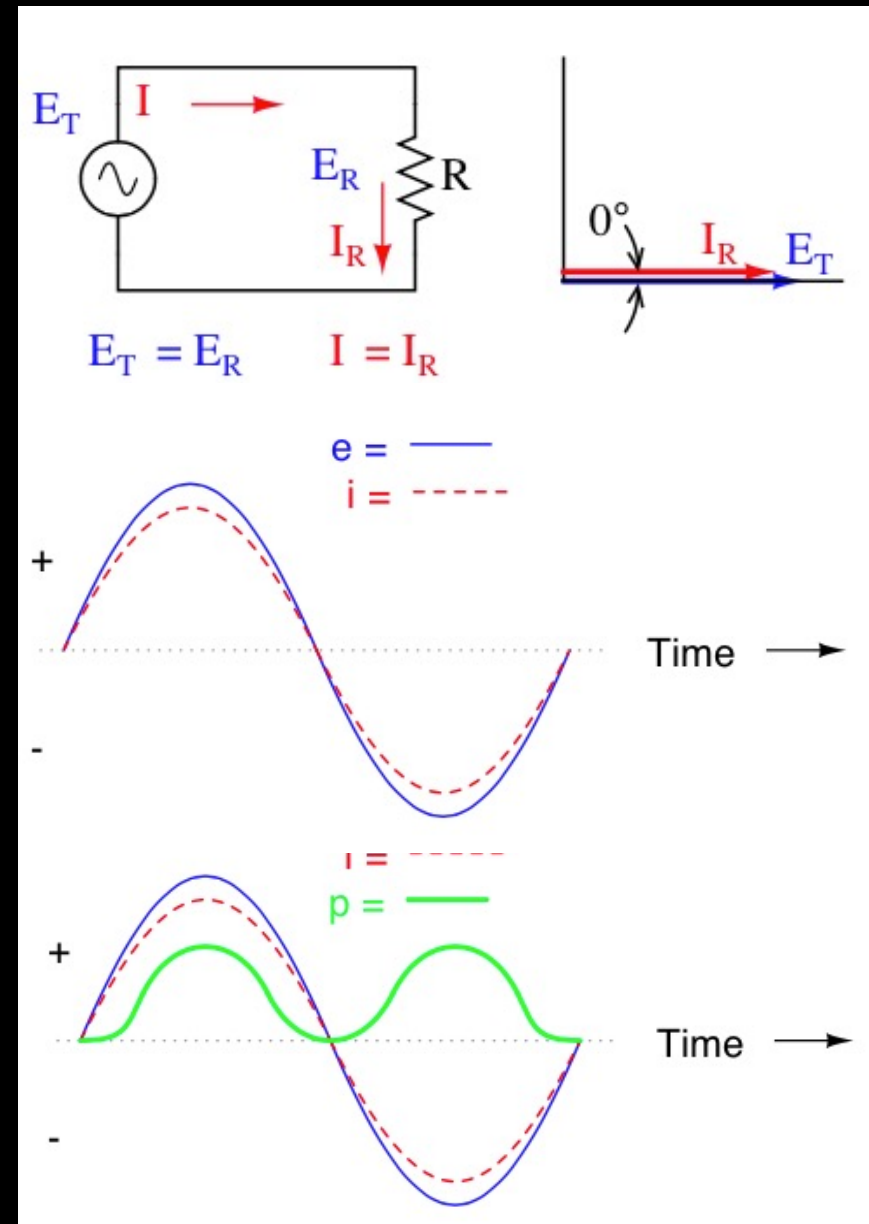 E_T I
E_R R
I_R
0°
I_R E_T
E_T = E_R I = I_R
e =
i =
+
Time
-
i =
p =
+
Time
-